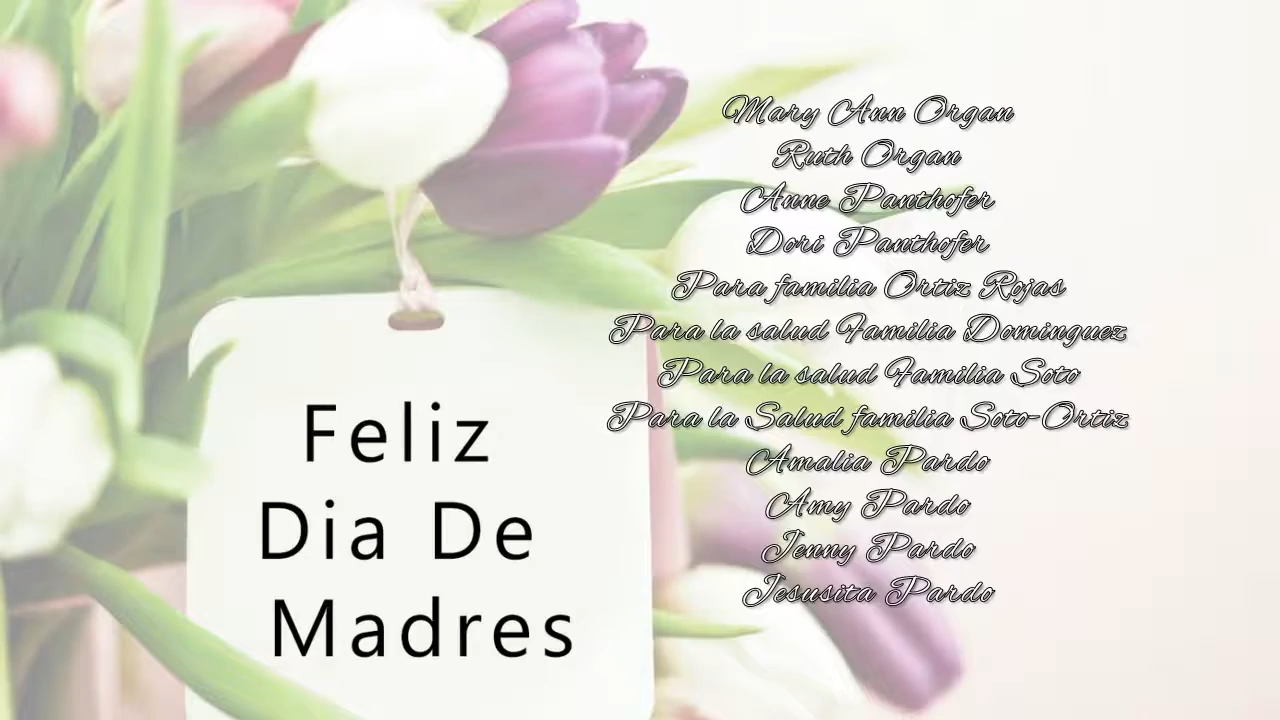 Feliz
Dia De
Madres
Mary Ann Organ
Ruth Organ
Anne Panthofer
Dori Panthofer
Para familia Ortiz Rojas
Para la salud Familia Dominguez
Para la salud Familia Soto
Para la Salud familia Soto-Ortiz
Amalia Pardo
Amy Pardo
Jenny Pardo
Jesusita Pardo